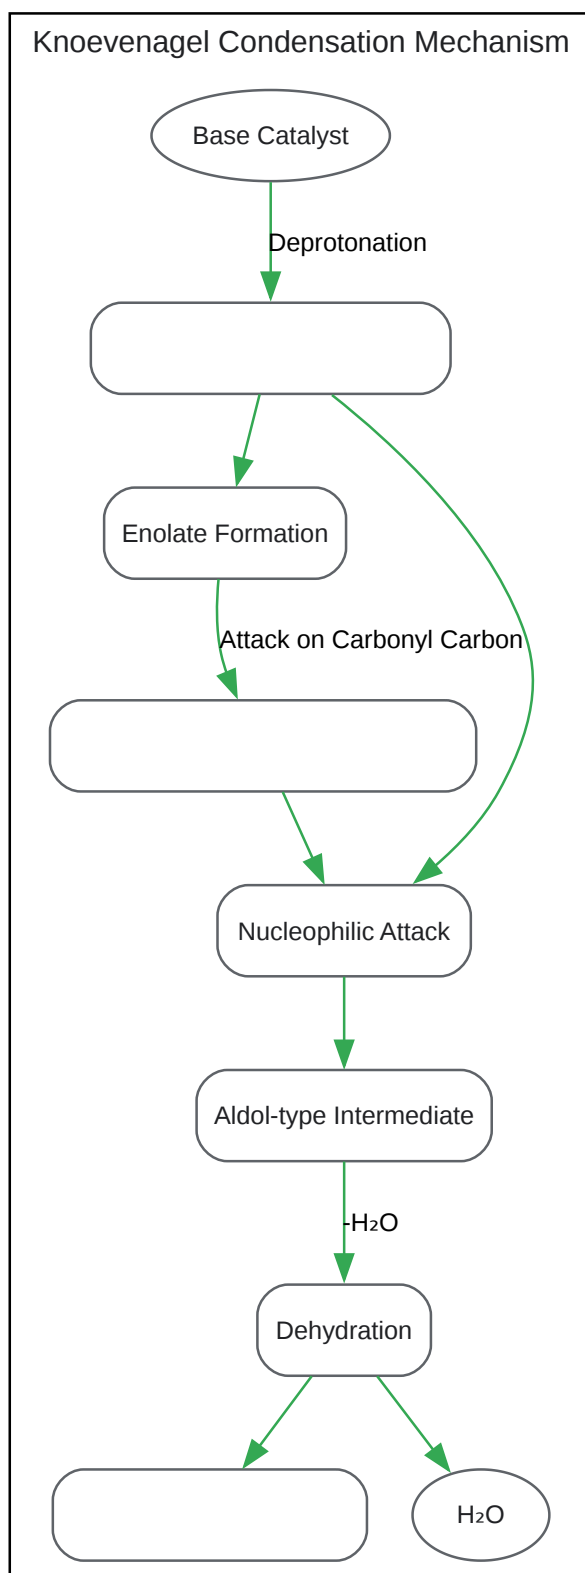 Knoevenagel Condensation Mechanism
Base Catalyst
Deprotonation
Enolate Formation
Attack on Carbonyl Carbon
Nucleophilic Attack
Aldol-type Intermediate
-H₂O
Dehydration
H₂O